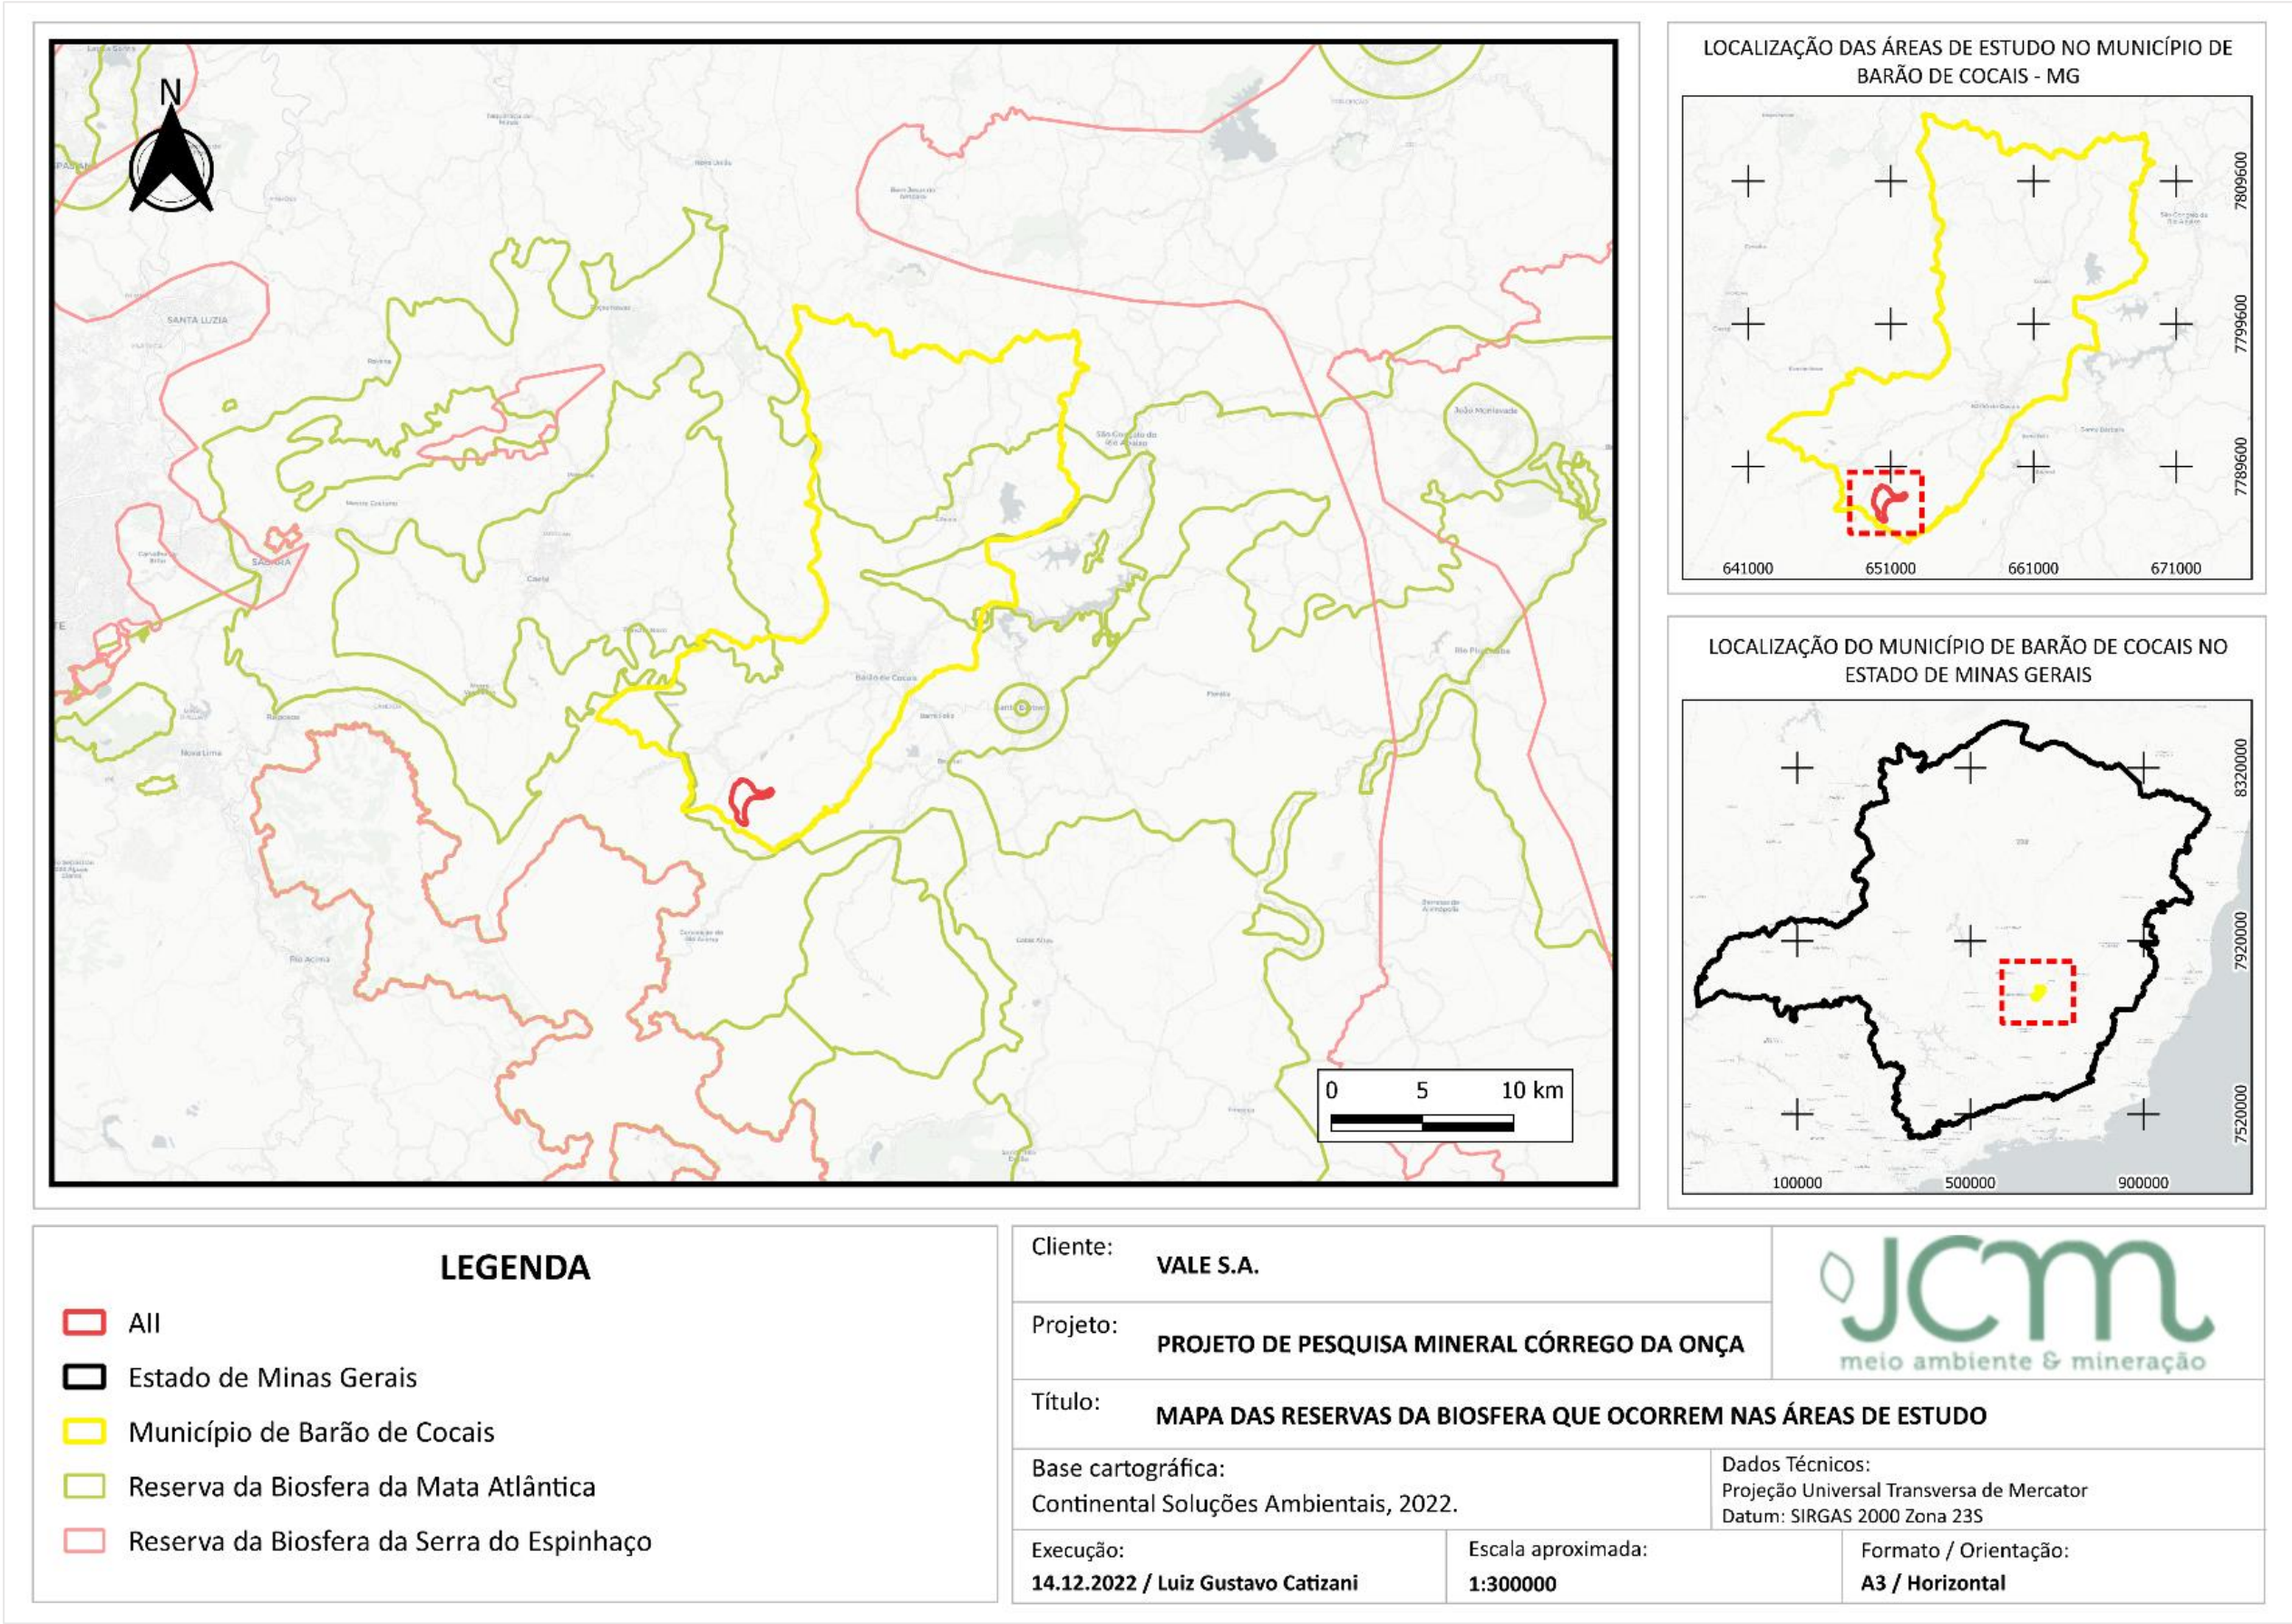 N
SANTA LUZIA
Nova Lima
Raposos
Rio Acima
Caeté
Barão de Cocais
João Monlevade
0 5 10 km
LOCALIZAÇÃO DAS ÁREAS DE ESTUDO NO MUNICÍPIO DE
BARÃO DE COCAIS - MG
7809600
7799600
7789600
641000 651000 661000 671000
LOCALIZAÇÃO DO MUNICÍPIO DE BARÃO DE COCAIS NO
ESTADO DE MINAS GERAIS
8320000
7920000
7520000
100000 500000 900000
LEGENDA
AII
Estado de Minas Gerais
Município de Barão de Cocais
Reserva da Biosfera da Mata Atlântica
Reserva da Biosfera da Serra do Espinhaço
Cliente:
VALE S.A.
Projeto:
PROJETO DE PESQUISA MINERAL CÓRREGO DA ONÇA
JCM
meio ambiente & mineração
Título:
MAPA DAS RESERVAS DA BIOSFERA QUE OCORREM NAS ÁREAS DE ESTUDO
Base cartográfica:
Continental Soluções Ambientais, 2022.
Dados Técnicos:
Projeção Universal Transversa de Mercator
Datum: SIRGAS 2000 Zona 23S
Execução:
14.12.2022 / Luiz Gustavo Catizani
Escala aproximada:
1:300000
Formato / Orientação:
A3 / Horizontal